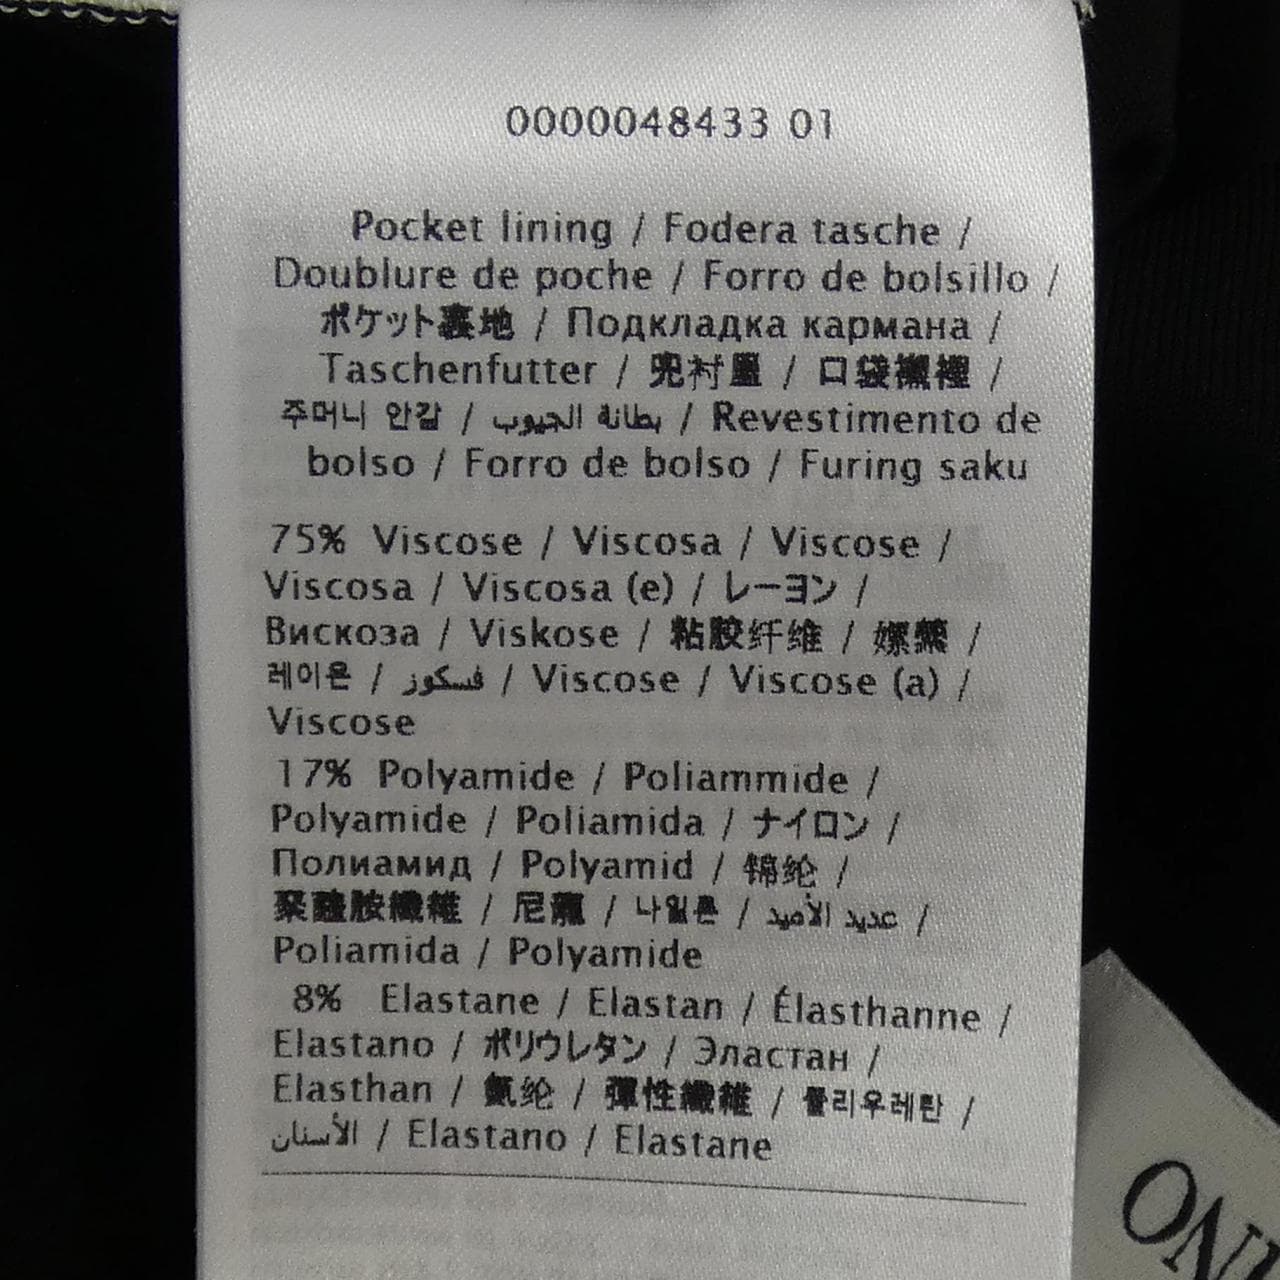 0000048433 01
Pocket lining / Fodera tasche /
Doublure de poche / Forro de bolsillo /
ポケット裏地 / Подкладка кармана /
Taschenfutter / 兜衬里 / 口袋襯裡 /
주머니 안감 / بطانة الجيوب / Revestimento de
bolso / Forro de bolso / Furing saku
75% Viscose / Viscosa / Viscose /
Viscosa / Viscosa (e) / レーヨン /
Вискоза / Viskose / 粘胶纤维 / 嫘縈 /
레이온 / فسكوز / Viscose / Viscose (a) /
Viscose
17% Polyamide / Poliammide /
Polyamide / Poliamida / ナイロン /
Полиамид / Polyamid / 锦纶 /
聚醯胺纖維 / 尼龍 / 나일론 / عديد الأميد /
Poliamida / Polyamide
8% Elastane / Elastan / Élasthanne /
Elastano / ポリウレタン / Эластан /
Elasthan / 氨纶 / 彈性纖維 / 폴리우레탄 /
الأستان / Elastano / Elastane